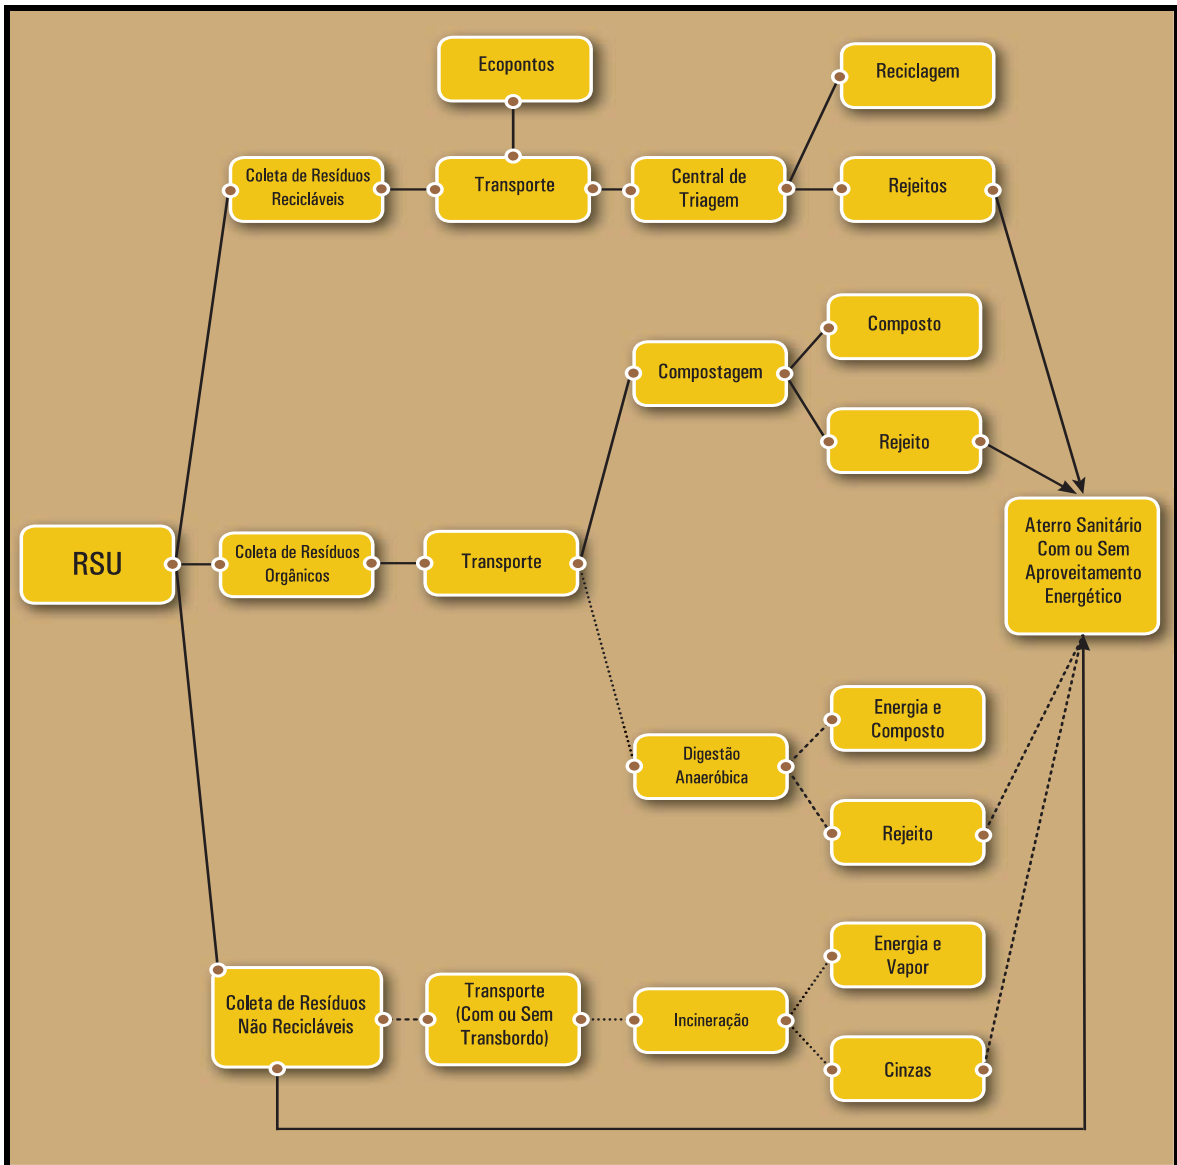 Ecopontos
Reciclagem
Coleta de Resíduos
Recicláveis
Transporte
Central de
Triagem
Rejeitos
Composto
Compostagem
Rejeito
RSU
Coleta de Resíduos
Orgânicos
Transporte
Aterro Sanitário
Com ou Sem
Aproveitamento
Energético
Energia e
Composto
Digestão
Anaeróbica
Rejeito
Energia e
Vapor
Coleta de Resíduos
Não Recicláveis
Transporte
(Com ou Sem
Transbordo)
Incineração
Cinzas